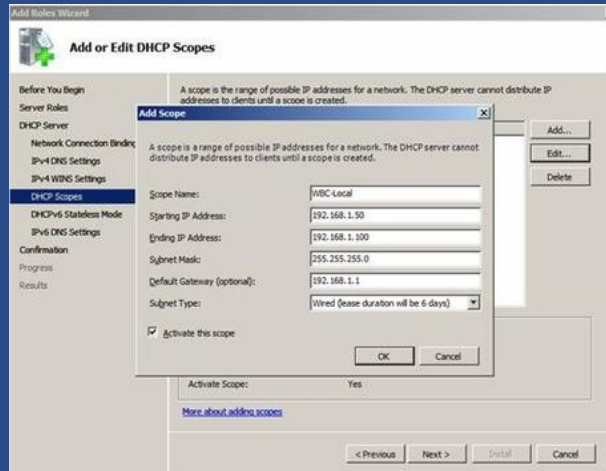 Add Roles Wizard
Add or Edit DHCP Scopes
Before You Begin
Server Roles
DHCP Server
Network Connection Binding
IPv4 DNS Settings
IPv4 WINS Settings
DHCP Scopes
DHCPv6 Stateless Mode
IPv6 DNS Settings
Confirmation
Progress
Results
A scope is the range of possible IP addresses for a network. The DHCP server cannot distribute IP
addresses to clients until a scope is created.
Add...
Edit...
Delete
Add Scope
A scope is a range of possible IP addresses for a network. The DHCP server cannot
distribute IP addresses to clients until a scope is created.
Scope Name: WBC-Local
Starting IP Address: 192.168.1.50
Ending IP Address: 192.168.1.100
Subnet Mask: 255.255.255.0
Default Gateway (optional): 192.168.1.1
Subnet Type: Wired (lease duration will be 6 days)
Activate this scope
OK Cancel
Activate Scope: Yes
More about adding scopes
< Previous Next > Install Cancel